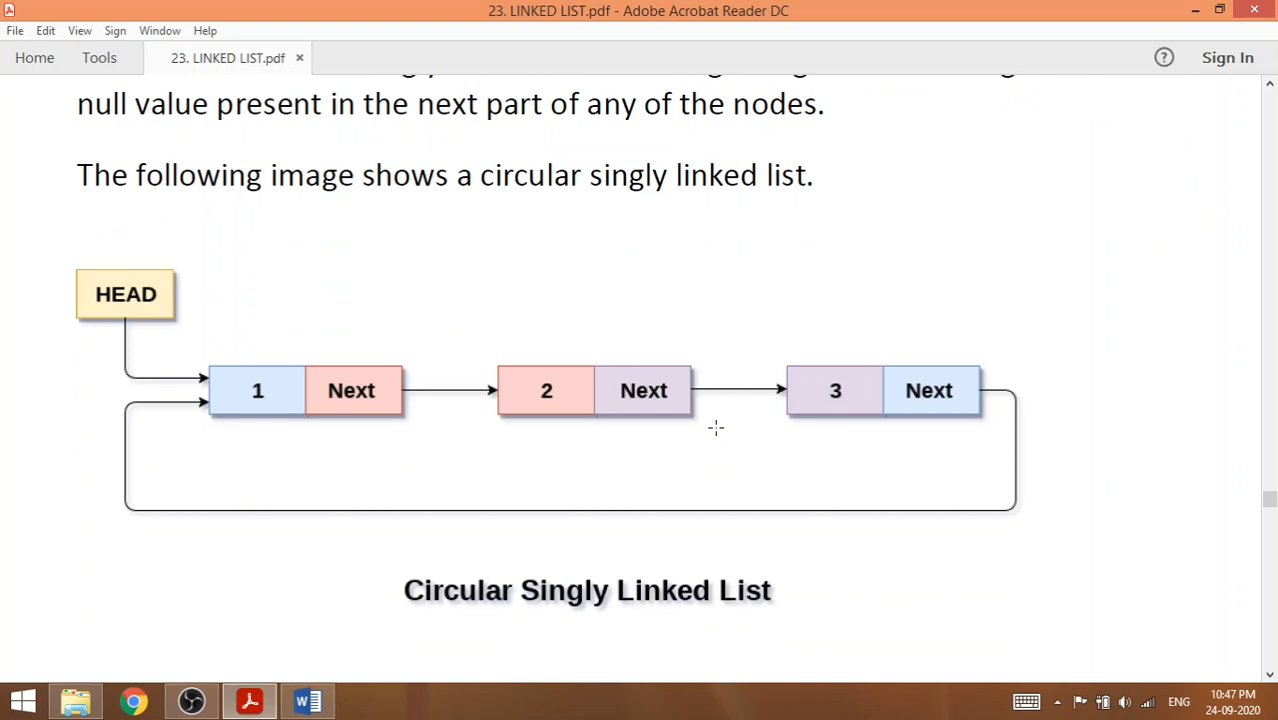 23. LINKED LIST.pdf - Adobe Acrobat Reader DC
File Edit View Sign Window Help
Home Tools 23. LINKED LIST.pdf × ? Sign In
null value present in the next part of any of the nodes.
The following image shows a circular singly linked list.
HEAD
1 Next 2 Next 3 Next
Circular Singly Linked List
ENG 10:47 PM
24-09-2020